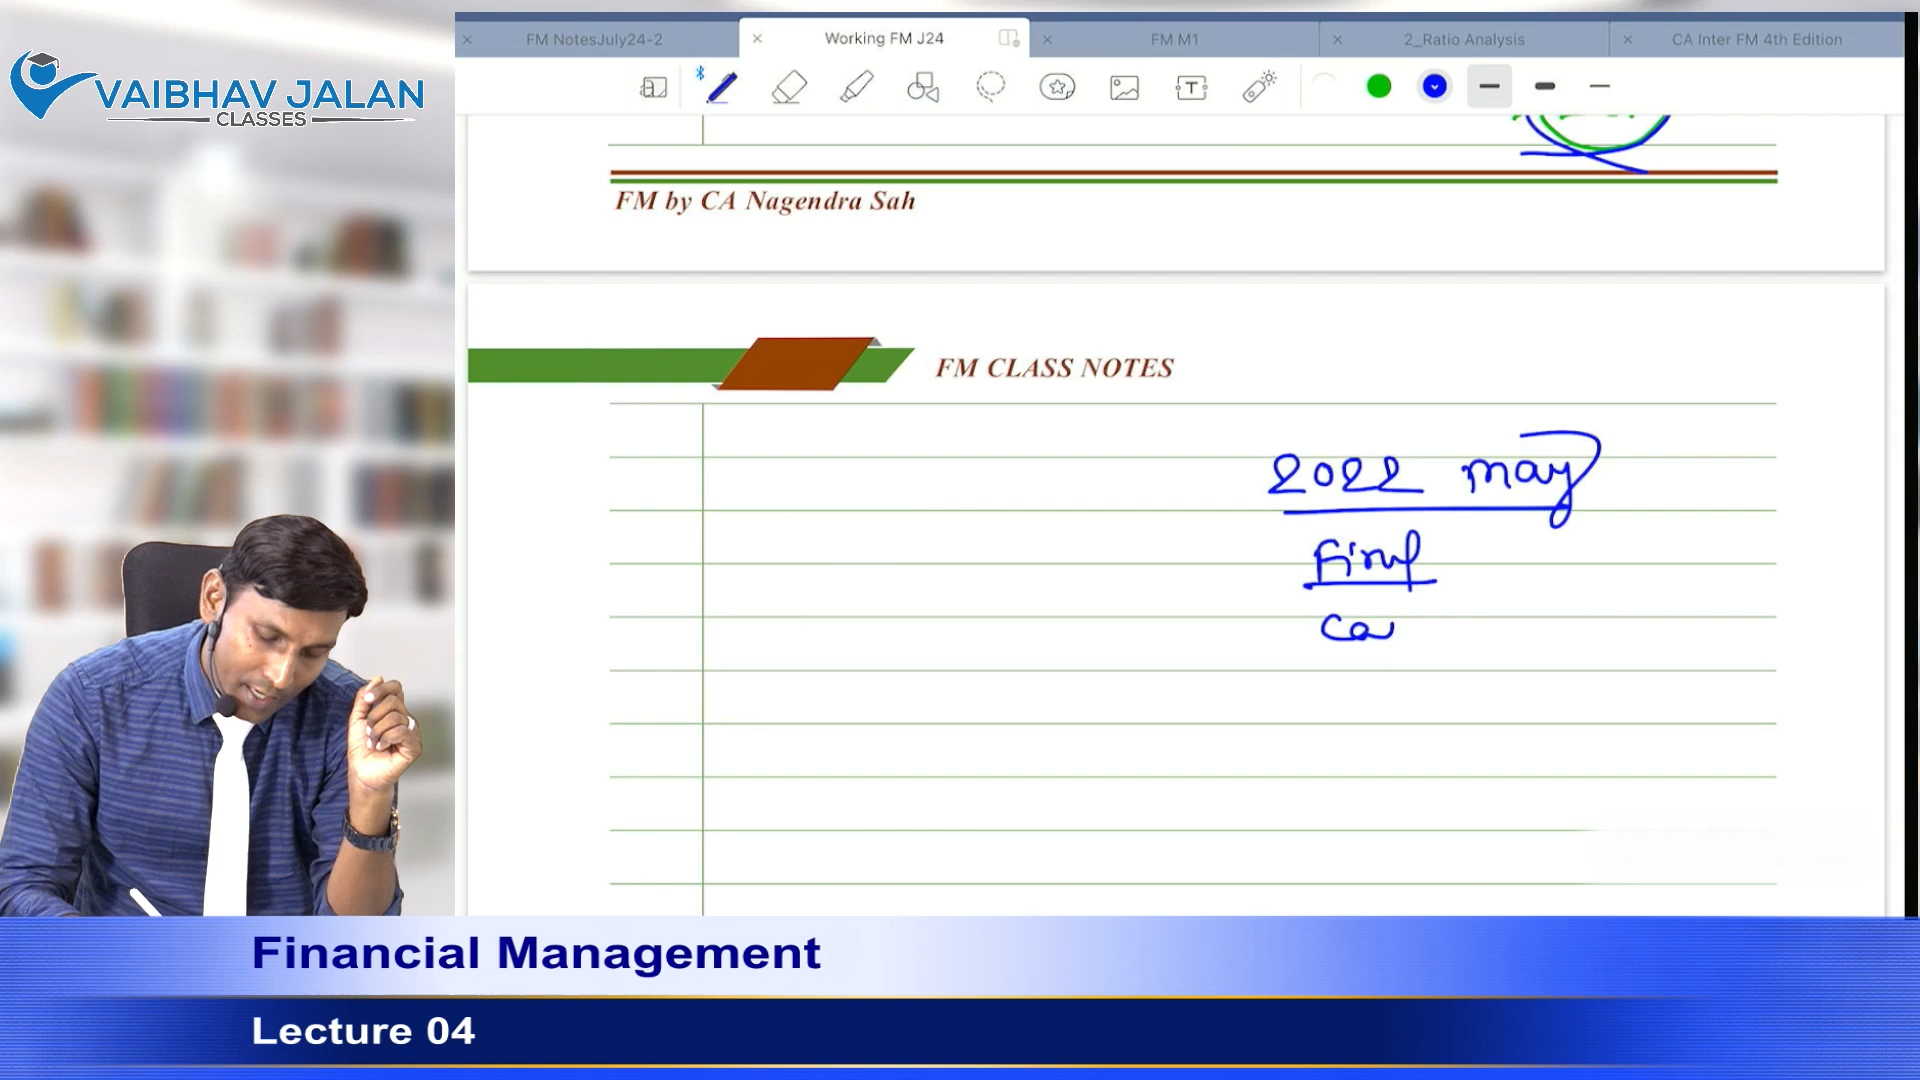 VAIBHAV JALAN
CLASSES
FM NotesJuly24-2
Working FM J24
FM M1
2_Ratio Analysis
CA Inter FM 4th Edition
FM by CA Nagendra Sah
FM CLASS NOTES
2022 may
Final
Ca
Financial Management
Lecture 04